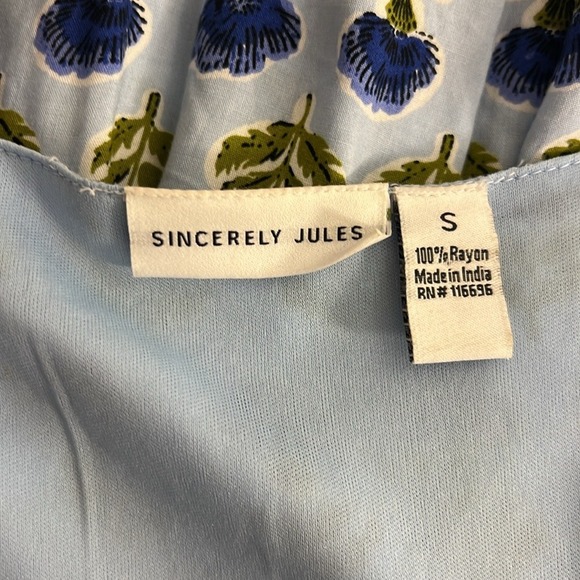 SINCERELY JULES
S
100% Rayon
Made in India
RN# 116696